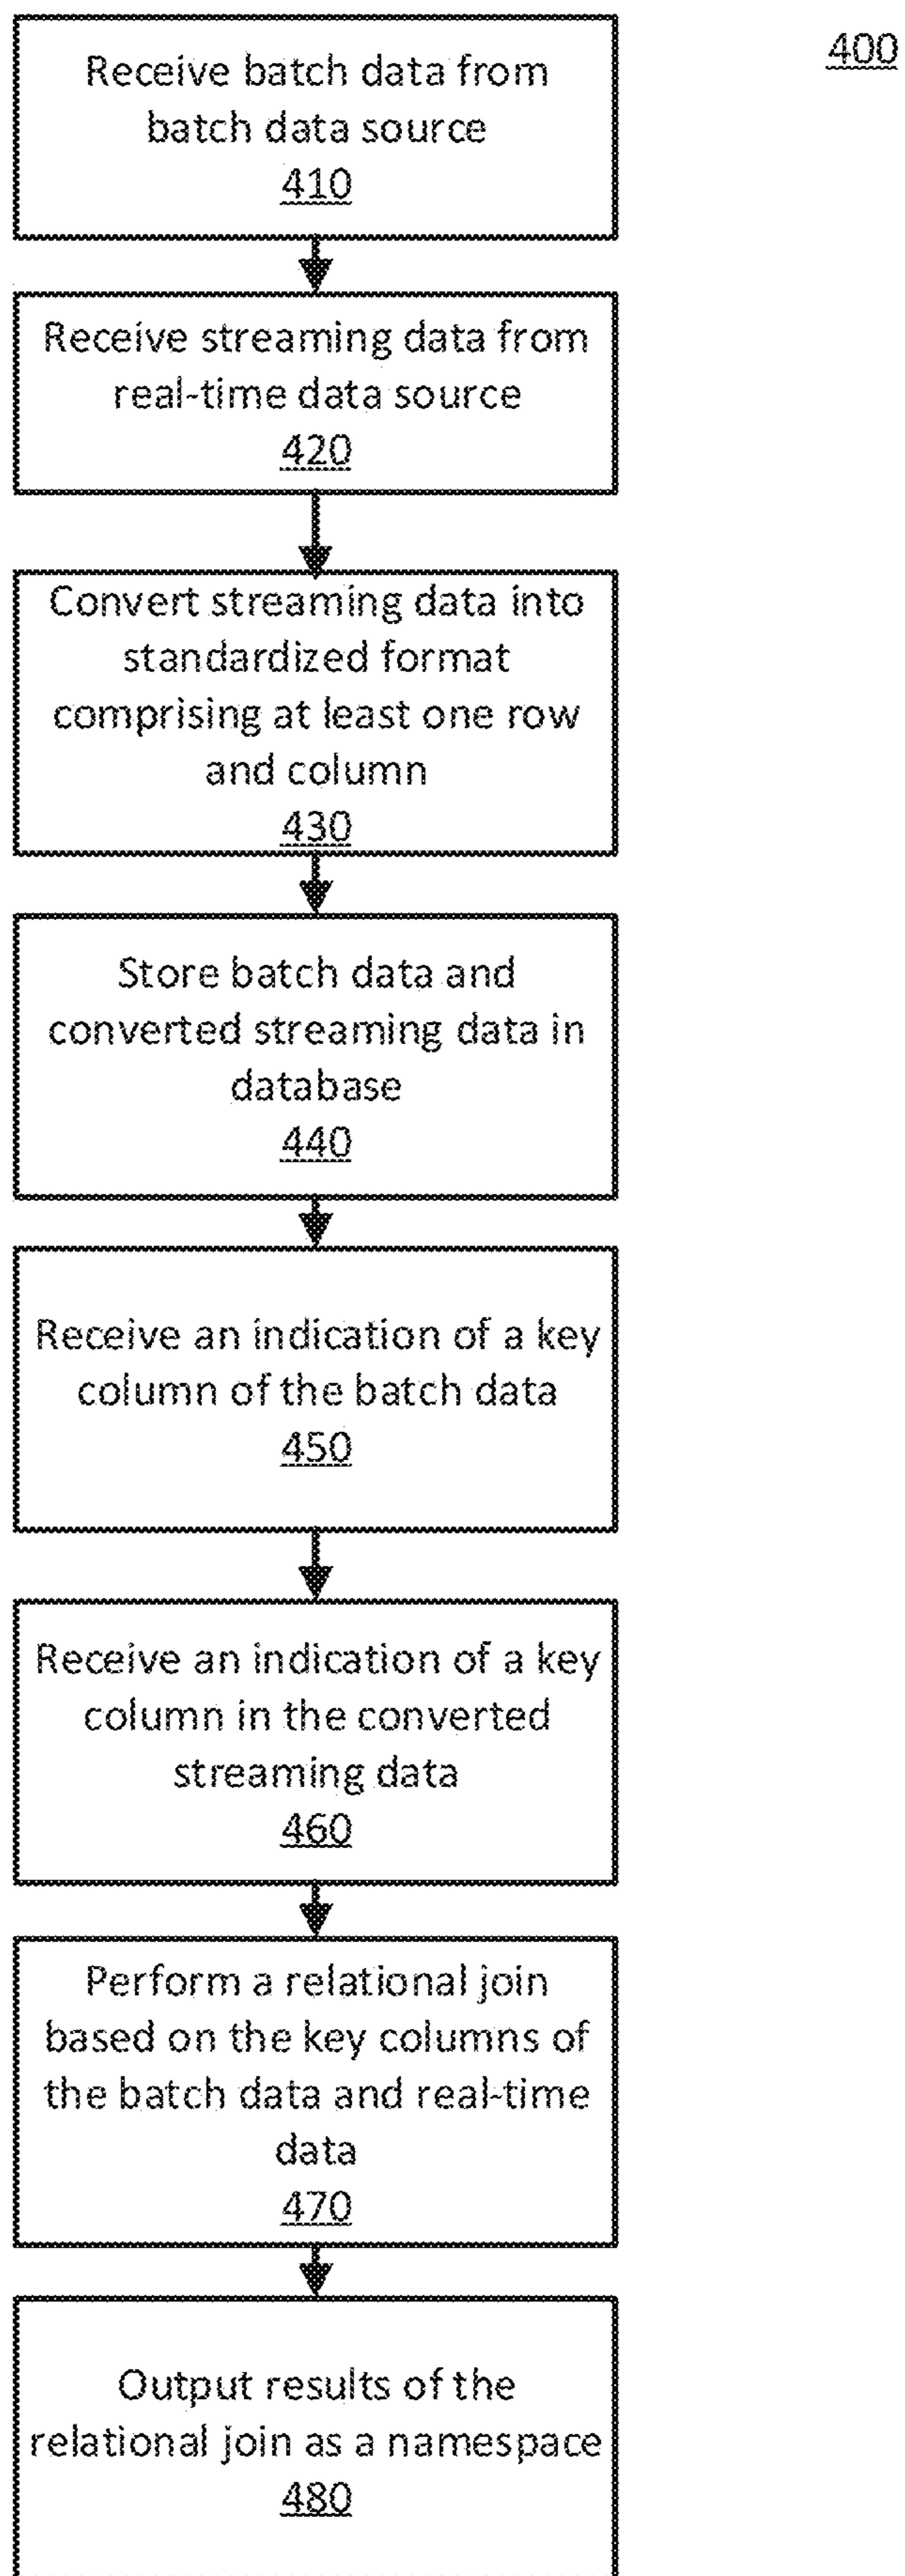 400
Receive batch data from
batch data source
410
Receive streaming data from
real-time data source
420
Convert streaming data into
standardized format
comprising at least one row
and column
430
Store batch data and
converted streaming data in
database
440
Receive an indication of a key
column of the batch data
450
Receive an indication of a key
column in the converted
streaming data
460
Perform a relational join
based on the key columns of
the batch data and real-time
data
470
Output results of the
relational join as a namespace
480